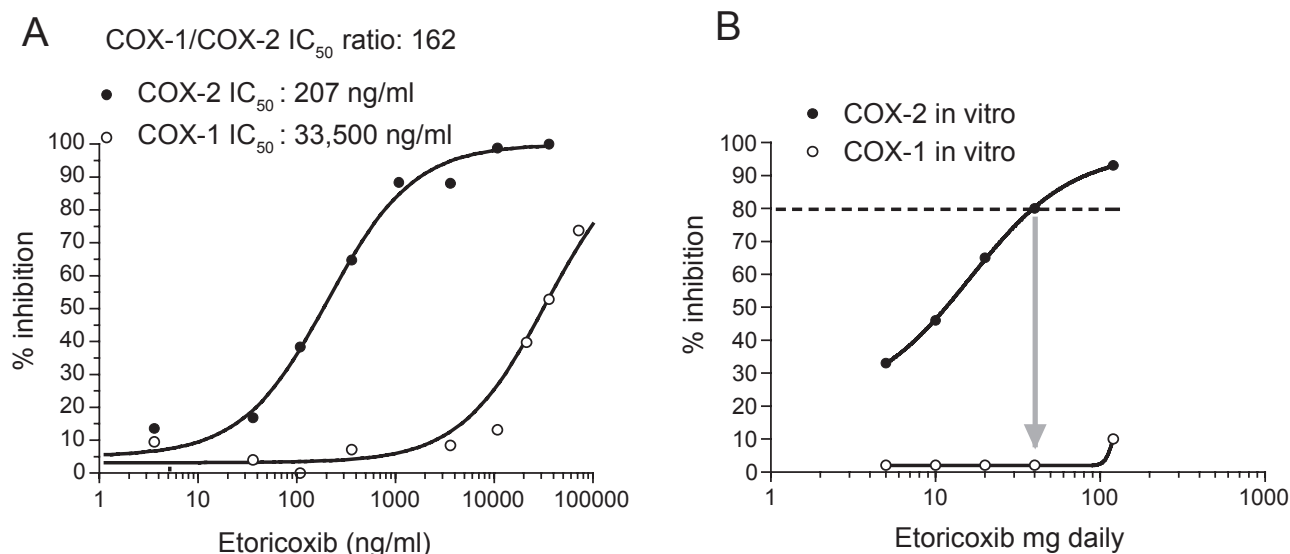 A
COX-1/COX-2 IC50 ratio: 162
COX-2 IC50 : 207 ng/ml
COX-1 IC50 : 33,500 ng/ml
% inhibition
100
90
80
70
60
50
40
30
20
10
0
1 10 100 1000 10000 100000
Etoricoxib (ng/ml)
B
COX-2 in vitro
COX-1 in vitro
% inhibition
100
90
80
70
60
50
40
30
20
10
0
1 10 100 1000
Etoricoxib mg daily